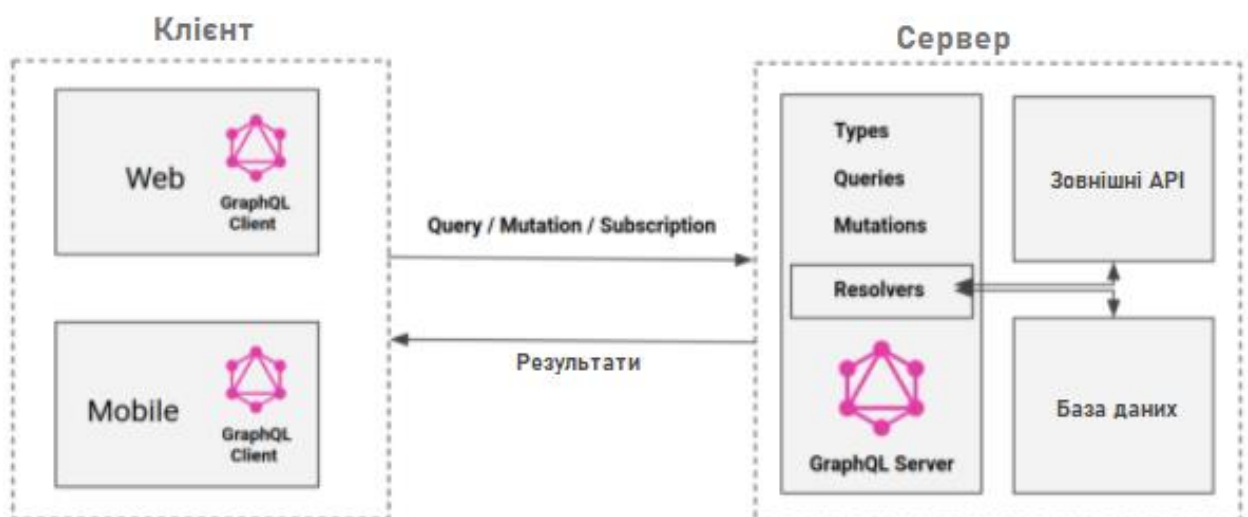 Клієнт
Web
GraphQL
Client
Mobile
GraphQL
Client
Query / Mutation / Subscription
Результати
Сервер
Types
Queries
Mutations
Resolvers
GraphQL Server
Зовнішні API
База даних